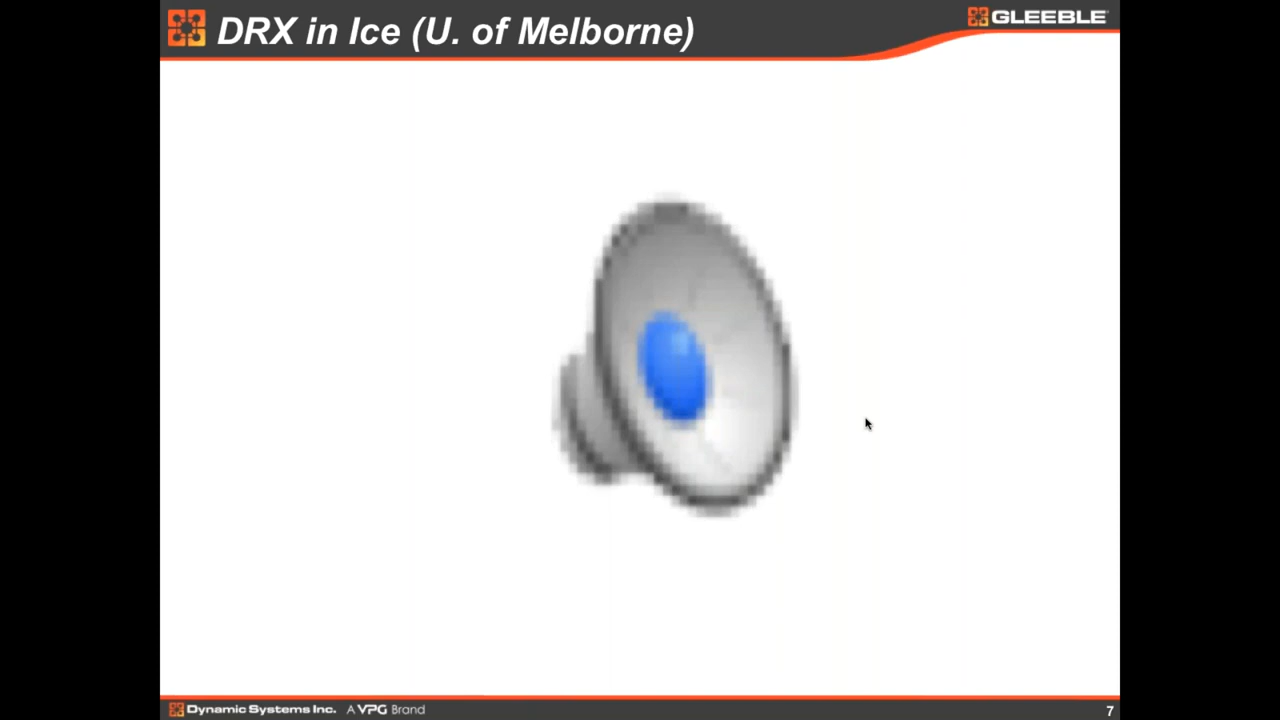 DRX in Ice (U. of Melborne)
GLEEBLE
Dynamic Systems Inc. A VPG Brand
7